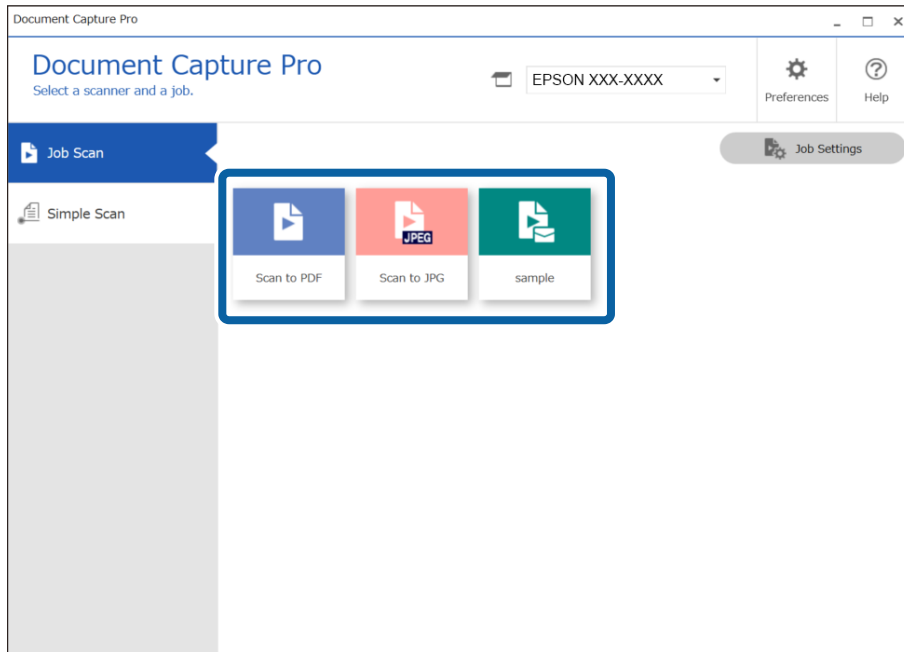 Document Capture Pro
Document Capture Pro
Select a scanner and a job.
EPSON XXX-XXXX
Preferences
Help
Job Scan
Job Settings
Simple Scan
JPEG
Scan to PDF
Scan to JPG
sample